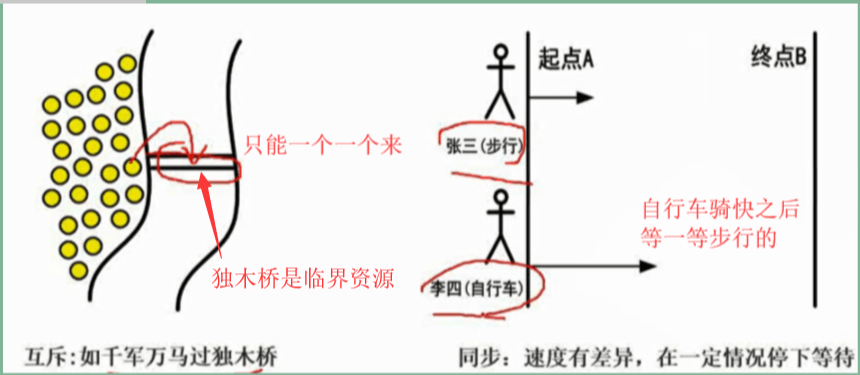 只能一个一个来
独木桥是临界资源
互斥：如千军万马过独木桥
起点A
终点B
张三(步行)
自行车骑快之后
等一等步行的
李四(自行车)
同步：速度有差异，在一定情况停下等待